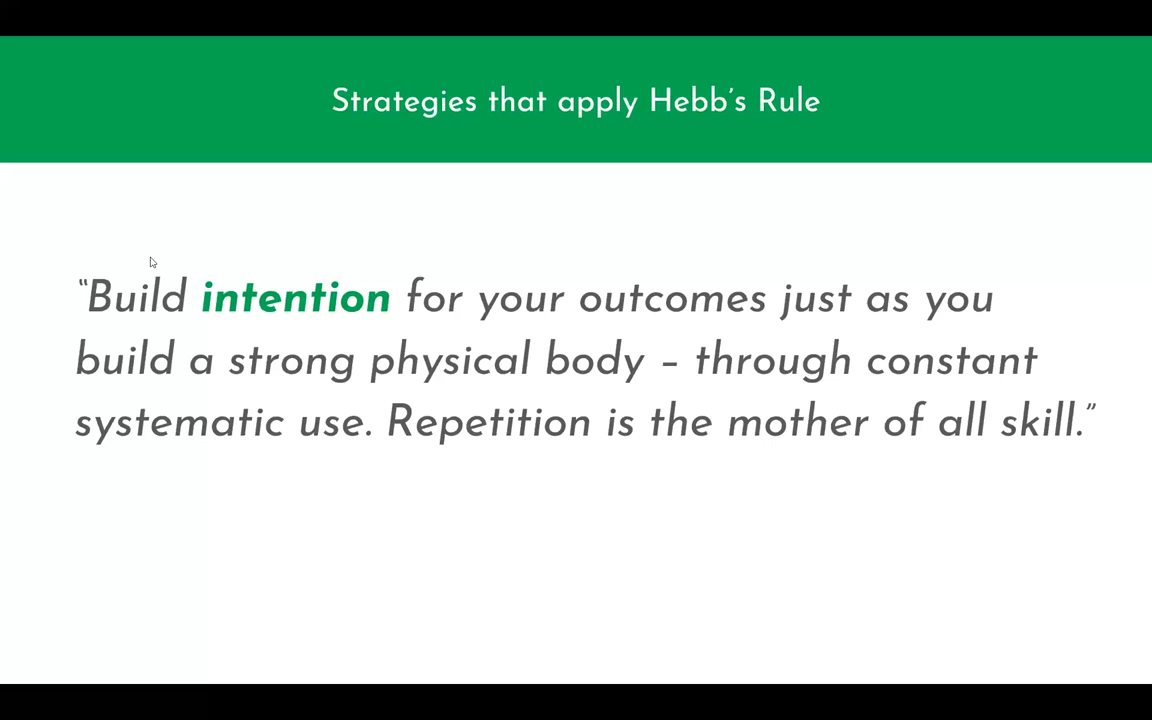 Strategies that apply Hebb’s Rule
“Build intention for your outcomes just as you
build a strong physical body – through constant
systematic use. Repetition is the mother of all skill.”